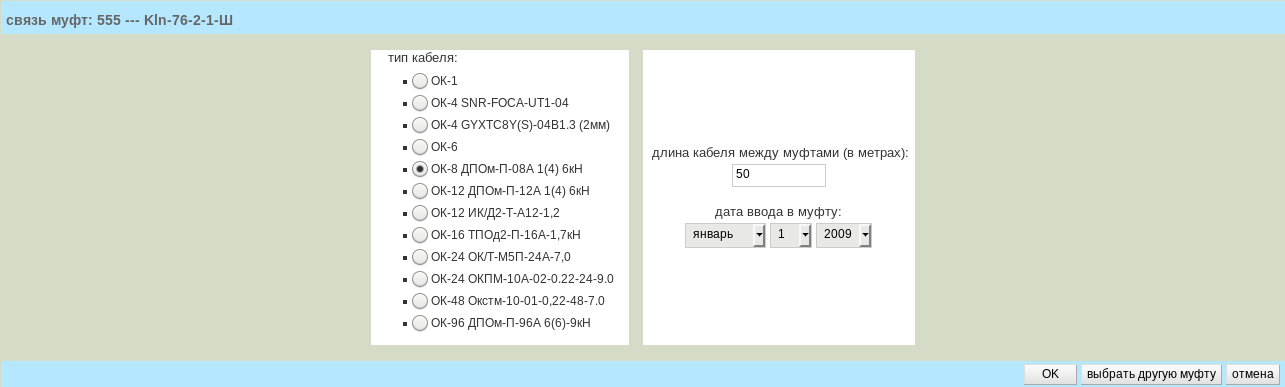 связь муфт: 555 --- Kln-76-2-1-Ш
тип кабеля:
ОК-1
ОК-4 SNR-FOCA-UT1-04
ОК-4 GYXTC8Y(S)-04B1.3 (2мм)
ОК-6
ОК-8 ДПОм-П-08А 1(4) 6кН
ОК-12 ДПОм-П-12А 1(4) 6кН
ОК-12 ИК/Д2-Т-А12-1,2
ОК-16 ТПОд2-П-16А-1,7кН
ОК-24 ОК/Т-М5П-24А-7,0
ОК-24 ОКПМ-10А-02-0.22-24-9.0
ОК-48 Окстм-10-01-0,22-48-7.0
ОК-96 ДПОм-П-96А 6(6)-9кН
длина кабеля между муфтами (в метрах):
50
дата ввода в муфту:
январь 1 2009
OK выбрать другую муфту отмена